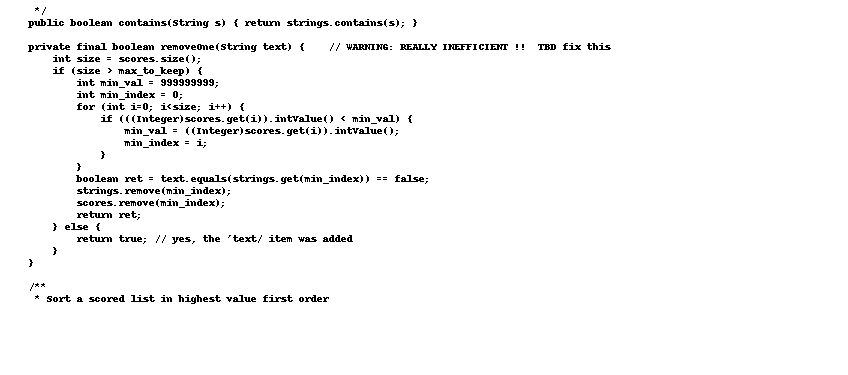 */
public boolean contains(String s) { return strings.contains(s); }

private final boolean removeOne(String text) {    // WARNING: REALLY INEFFICIENT !!  TBD fix this
    int size = scores.size();
    if (size > max_to_keep) {
        int min_val = 999999999;
        int min_index = 0;
        for (int i=0; i<size; i++) {
            if (((Integer)scores.get(i)).intValue() < min_val) {
                min_val = ((Integer)scores.get(i)).intValue();
                min_index = i;
            }
        }
        boolean ret = text.equals(strings.get(min_index)) == false;
        strings.remove(min_index);
        scores.remove(min_index);
        return ret;
    } else {
        return true; // yes, the 'text/ item was added
    }
}

/**
 * Sort a scored list in highest value first order